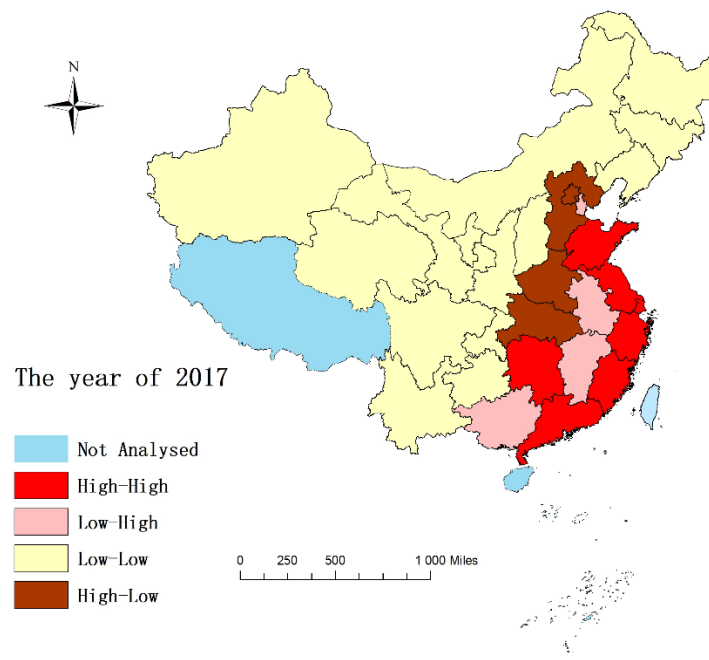 N
The year of 2017
Not Analysed
High-High
Low-High
Low-Low
High-Low
0 250 500 1 000 Miles